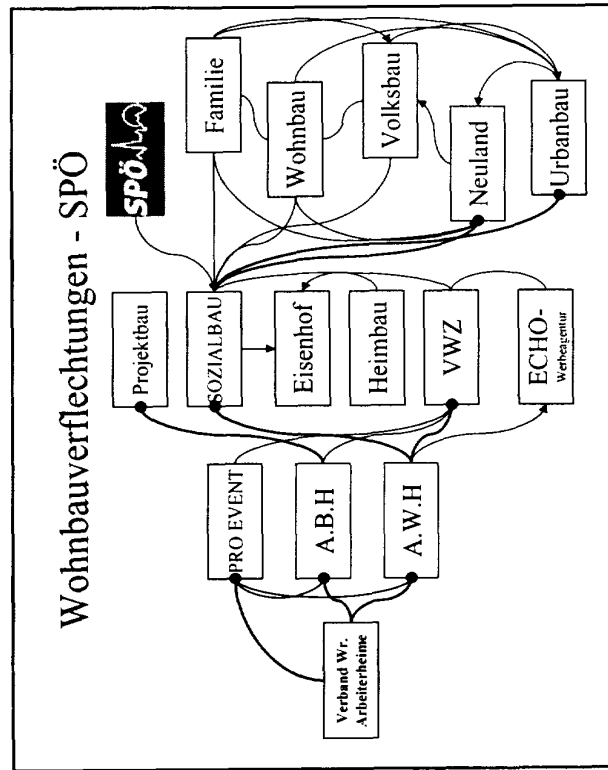 Wohnbauverflechtungen - SPÖ
SPÖ
Verband Wr.
Arbeiterheime
PRO EVENT
A.B.H
A.W.H
Projektbau
SOZIALBAU
Eisenhof
Heimbau
VWZ
ECHO-
Werbeagentur
Familie
Wohnbau
Volksbau
Neuland
Urbanbau